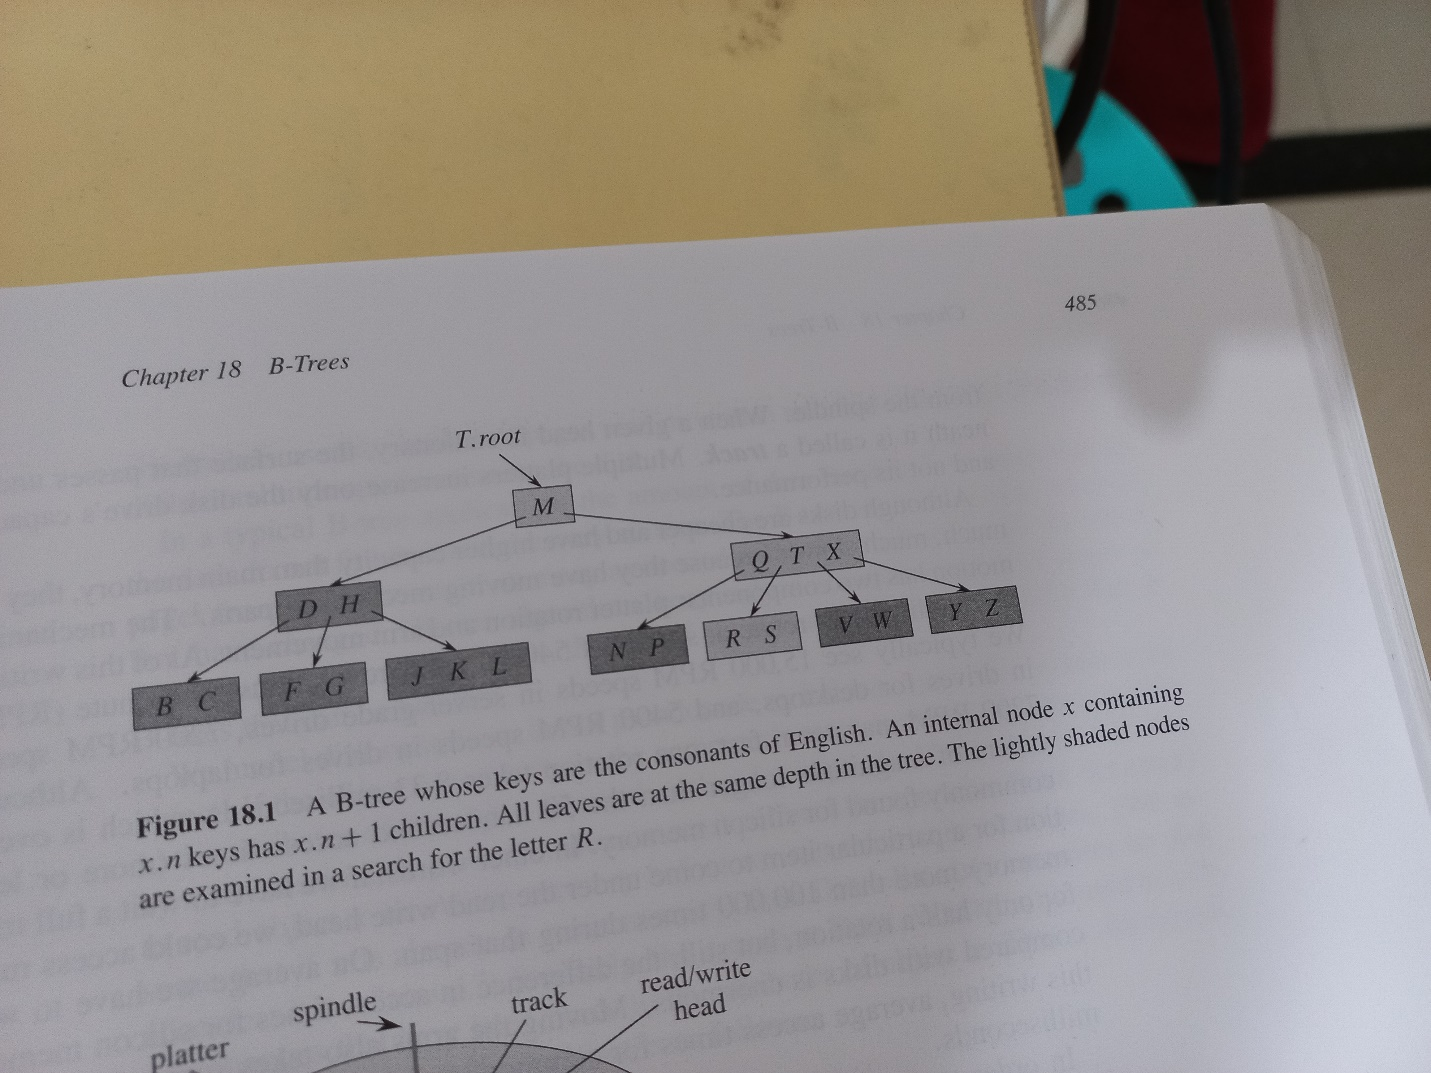 485
Chapter 18 B-Trees
T.root
M
D H
Q T X
B C
F G
J K L
N P
R S
V W
Y Z
Figure 18.1 A B-tree whose keys are the consonants of English. An internal node x containing
x.n keys has x.n + 1 children. All leaves are at the same depth in the tree. The lightly shaded nodes
are examined in a search for the letter R.
spindle
track
read/write
head
platter